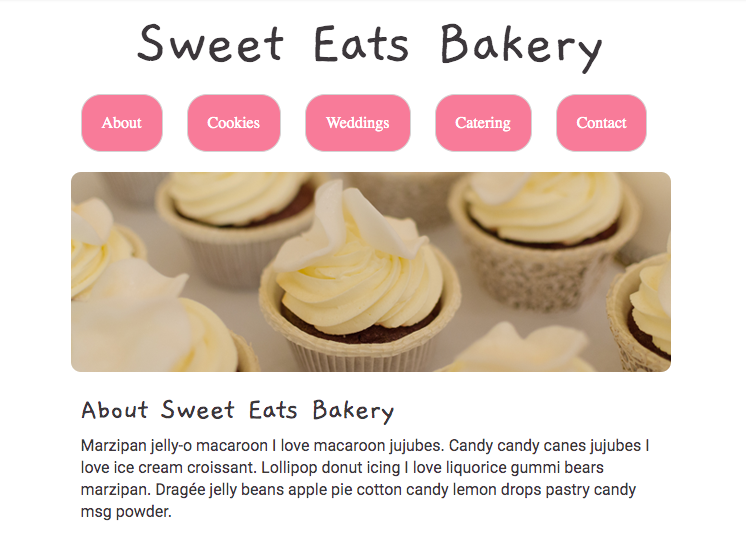 Sweet Eats Bakery
About Cookies Weddings Catering Contact
About Sweet Eats Bakery
Marzipan jelly-o macaroon I love macaroon jujubes. Candy candy canes jujubes I
love ice cream croissant. Lollipop donut icing I love liquorice gummi bears
marzipan. Dragée jelly beans apple pie cotton candy lemon drops pastry candy
msg powder.